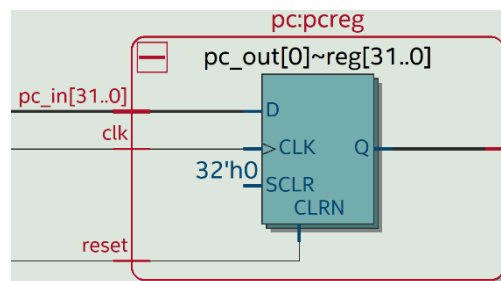 pc:pcreg
pc_out[0]~reg[31..0]
pc_in[31..0]
D
clk
CLK
Q
32'h0
SCLR
CLRN
reset